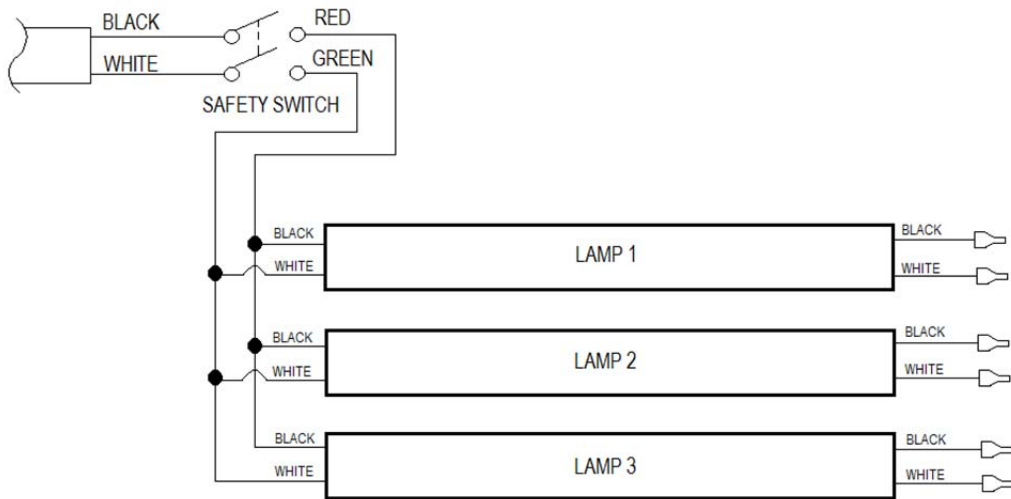 BLACK
RED
WHITE
GREEN
SAFETY SWITCH
BLACK
WHITE
LAMP 1
BLACK
WHITE
BLACK
WHITE
LAMP 2
BLACK
WHITE
BLACK
WHITE
LAMP 3
BLACK
WHITE